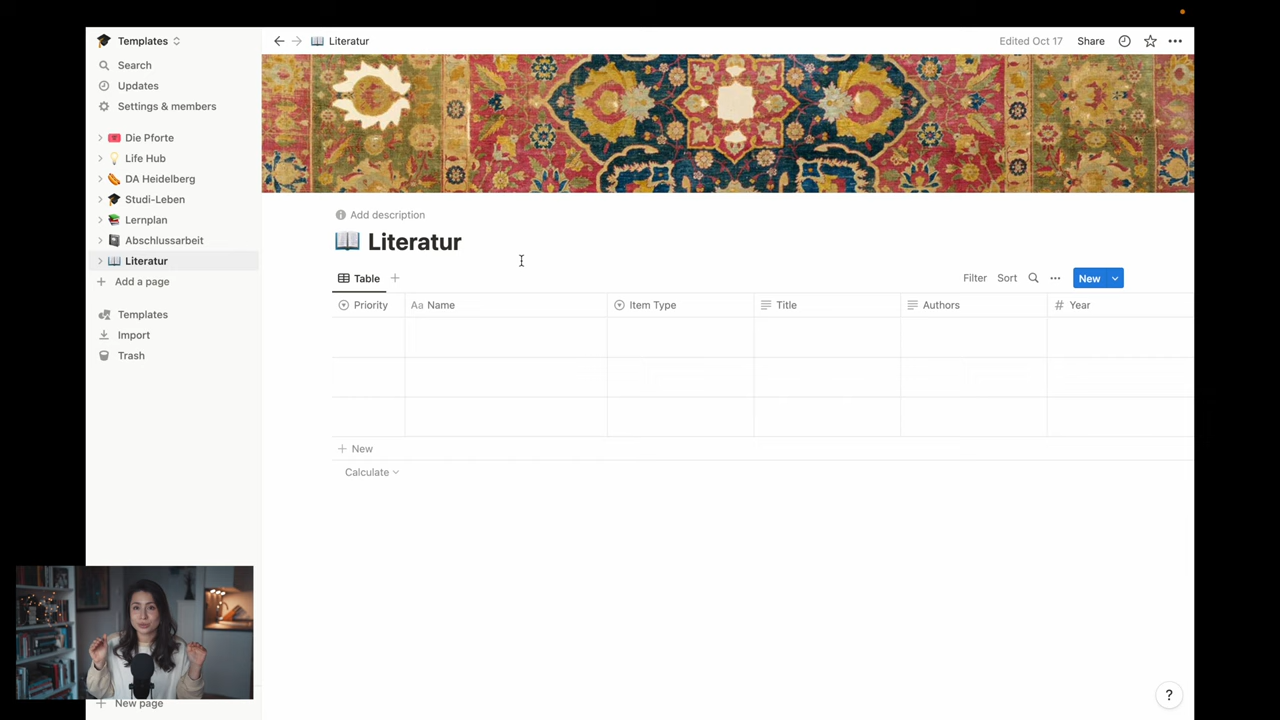 Templates
Literatur
Edited Oct 17
Share
Search
Updates
Settings & members
Die Pforte
Life Hub
DA Heidelberg
Studi-Leben
Lernplan
Abschlussarbeit
Literatur
Add a page
Templates
Import
Trash
New page
Add description
Literatur
Table
Filter
Sort
New
Priority
Aa Name
Item Type
Title
Authors
# Year
New
Calculate
?